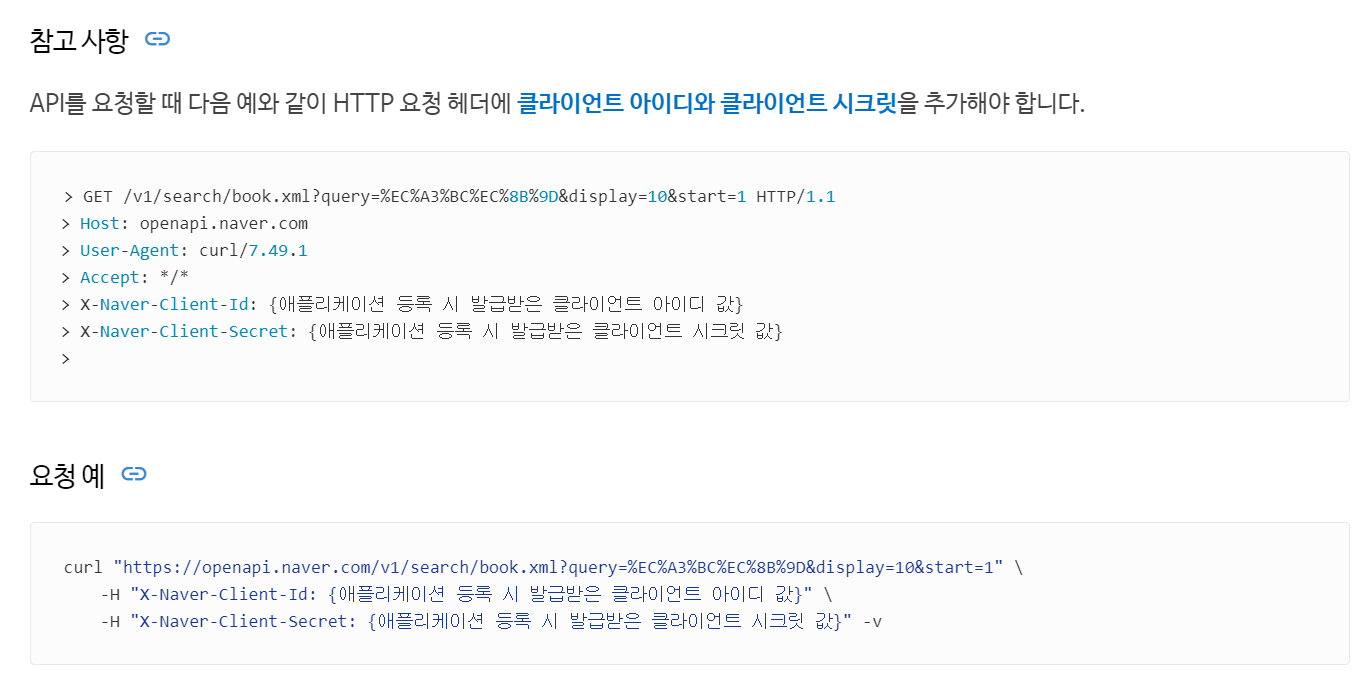 참고 사항
API를 요청할 때 다음 예와 같이 HTTP 요청 헤더에 클라이언트 아이디와 클라이언트 시크릿을 추가해야 합니다.
> GET /v1/search/book.xml?query=%EC%A3%BC%EC%8B%9D&display=10&start=1 HTTP/1.1
> Host: openapi.naver.com
> User-Agent: curl/7.49.1
> Accept: */*
> X-Naver-Client-Id: {애플리케이션 등록 시 발급받은 클라이언트 아이디 값}
> X-Naver-Client-Secret: {애플리케이션 등록 시 발급받은 클라이언트 시크릿 값}
>
요청 예
curl "https://openapi.naver.com/v1/search/book.xml?query=%EC%A3%BC%EC%8B%9D&display=10&start=1" \
-H "X-Naver-Client-Id: {애플리케이션 등록 시 발급받은 클라이언트 아이디 값}" \
-H "X-Naver-Client-Secret: {애플리케이션 등록 시 발급받은 클라이언트 시크릿 값}" -v